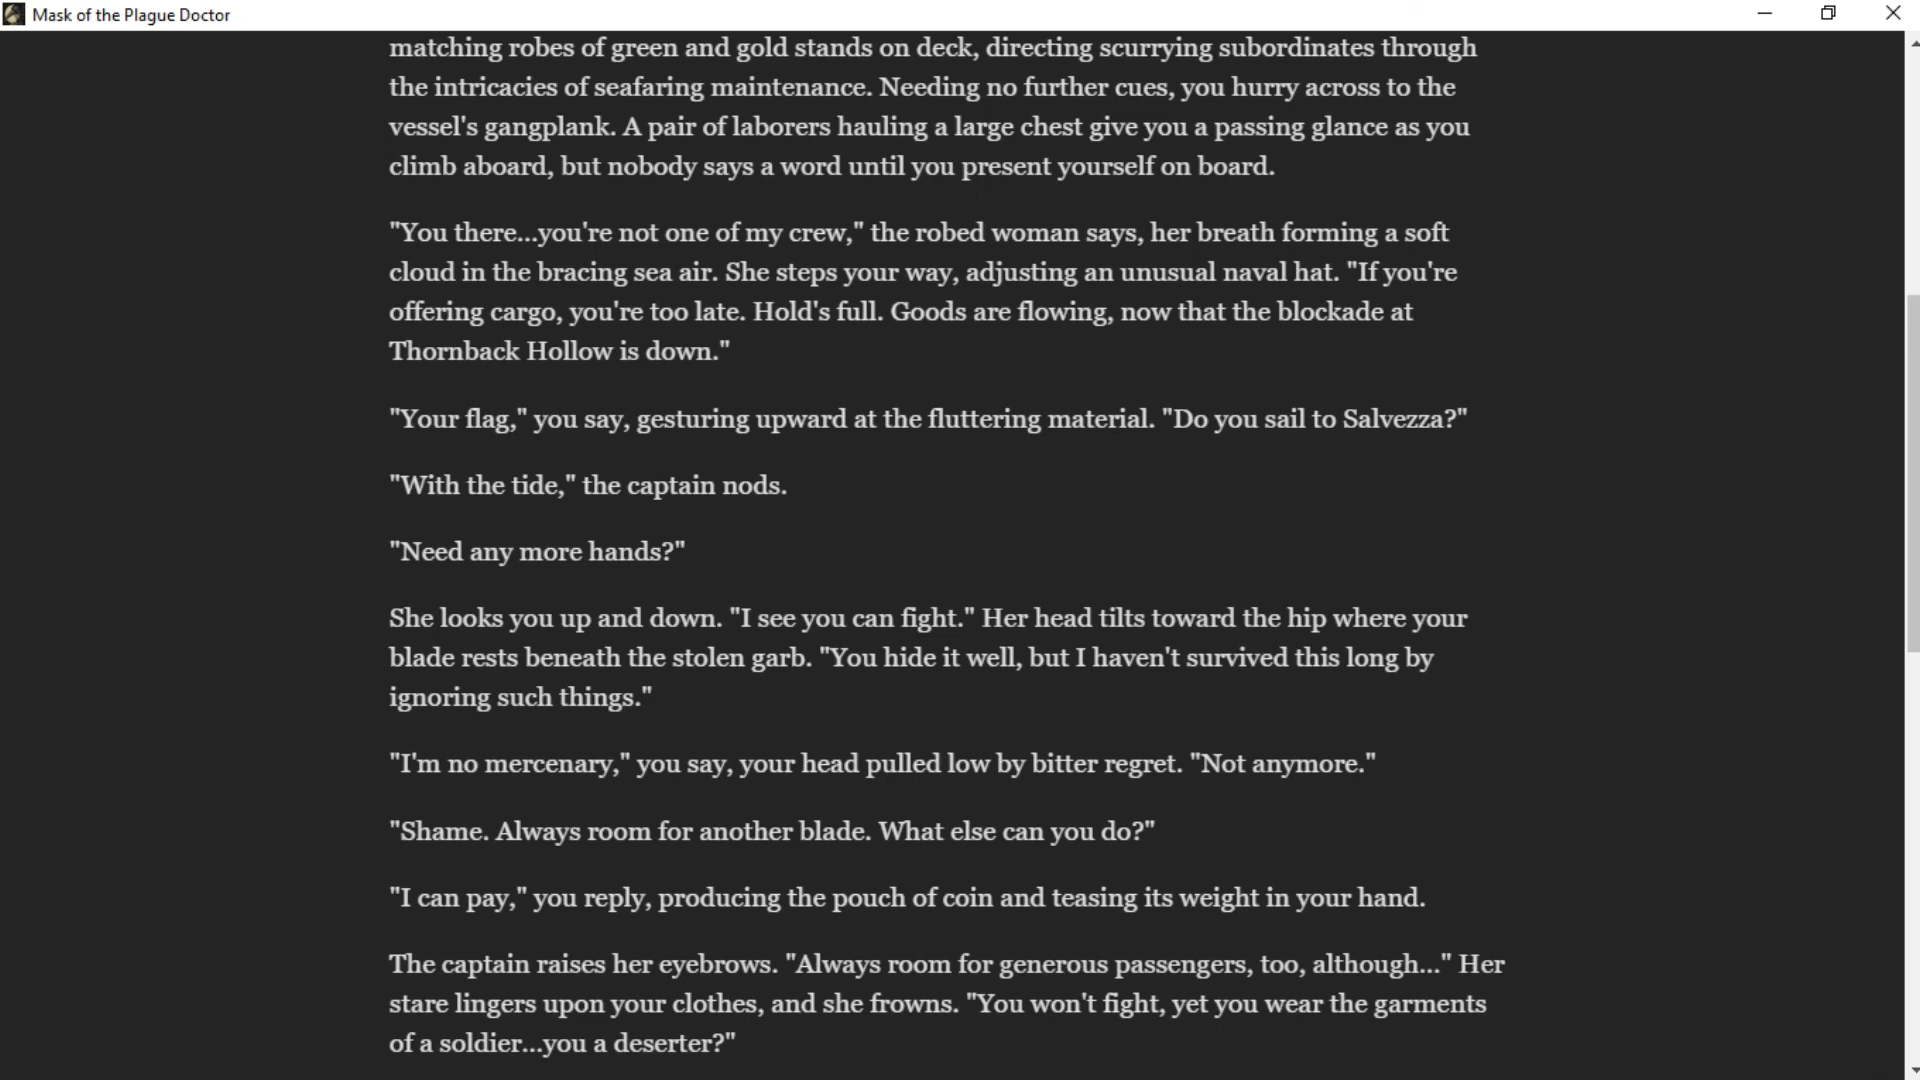 Mask of the Plague Doctor
matching robes of green and gold stands on deck, directing scurrying subordinates through
the intricacies of seafaring maintenance. Needing no further cues, you hurry across to the
vessel's gangplank. A pair of laborers hauling a large chest give you a passing glance as you
climb aboard, but nobody says a word until you present yourself on board.
"You there...you're not one of my crew," the robed woman says, her breath forming a soft
cloud in the bracing sea air. She steps your way, adjusting an unusual naval hat. "If you're
offering cargo, you're too late. Hold's full. Goods are flowing, now that the blockade at
Thornback Hollow is down."
"Your flag," you say, gesturing upward at the fluttering material. "Do you sail to Salvezza?"
"With the tide," the captain nods.
"Need any more hands?"
She looks you up and down. "I see you can fight." Her head tilts toward the hip where your
blade rests beneath the stolen garb. "You hide it well, but I haven't survived this long by
ignoring such things."
"I'm no mercenary," you say, your head pulled low by bitter regret. "Not anymore."
"Shame. Always room for another blade. What else can you do?"
"I can pay," you reply, producing the pouch of coin and teasing its weight in your hand.
The captain raises her eyebrows. "Always room for generous passengers, too, although..." Her
stare lingers upon your clothes, and she frowns. "You won't fight, yet you wear the garments
of a soldier...you a deserter?"